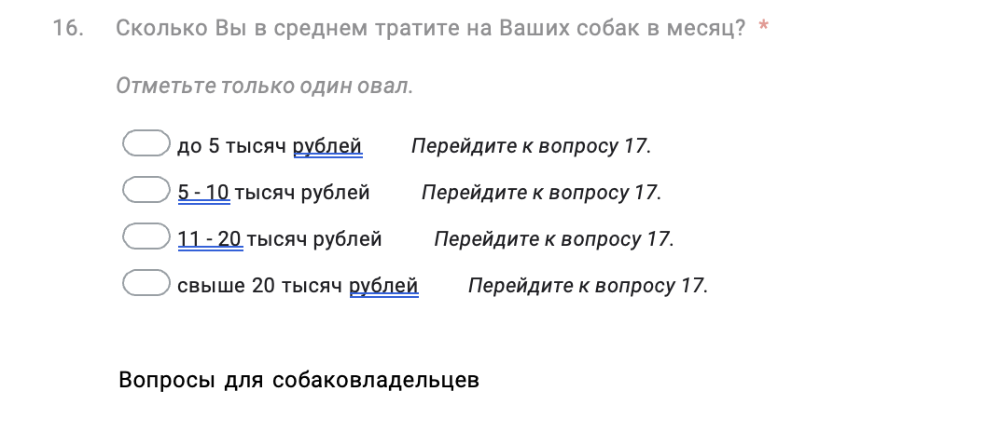 16. Сколько Вы в среднем тратите на Ваших собак в месяц? *
Отметьте только один овал.
до 5 тысяч рублей Перейдите к вопросу 17.
5 - 10 тысяч рублей Перейдите к вопросу 17.
11 - 20 тысяч рублей Перейдите к вопросу 17.
свыше 20 тысяч рублей Перейдите к вопросу 17.
Вопросы для собаковладельцев